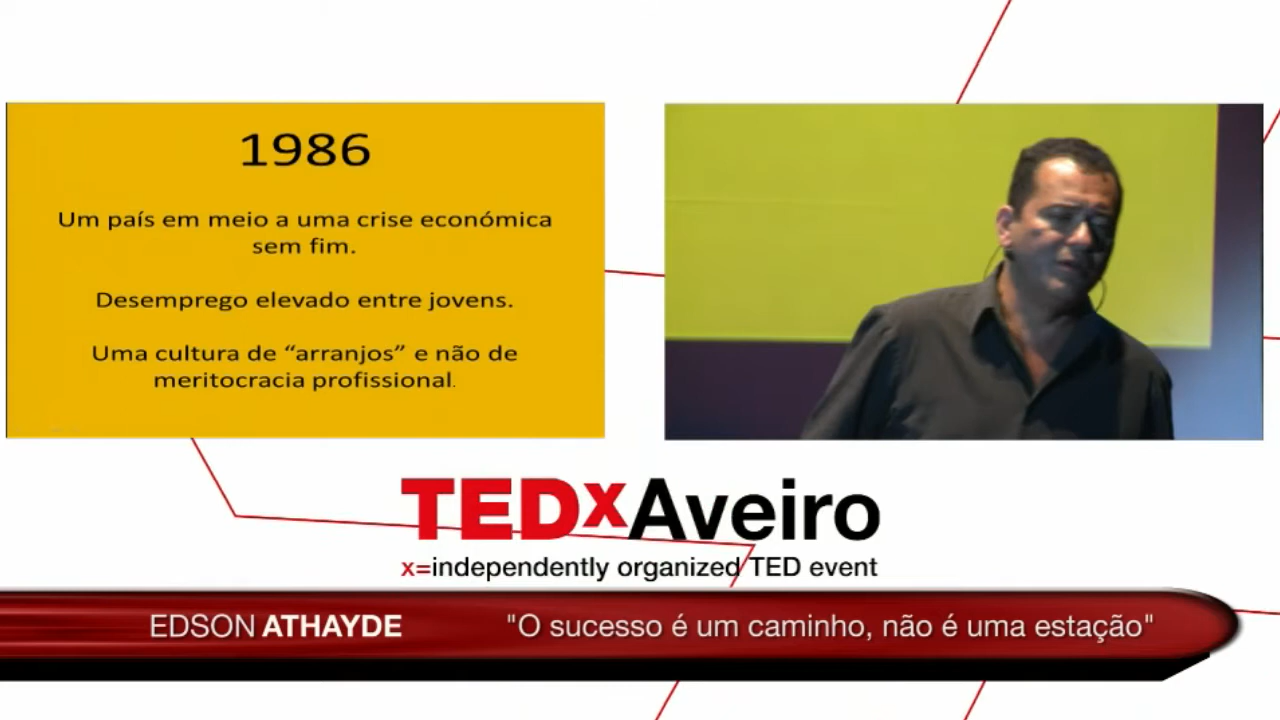 1986
Um país em meio a uma crise económica
sem fim.
Desemprego elevado entre jovens.
Uma cultura de “arranjos” e não de
meritocracia profissional.
TEDxAveiro
x=independently organized TED event
EDSON ATHAYDE
"O sucesso é um caminho, não é uma estação"